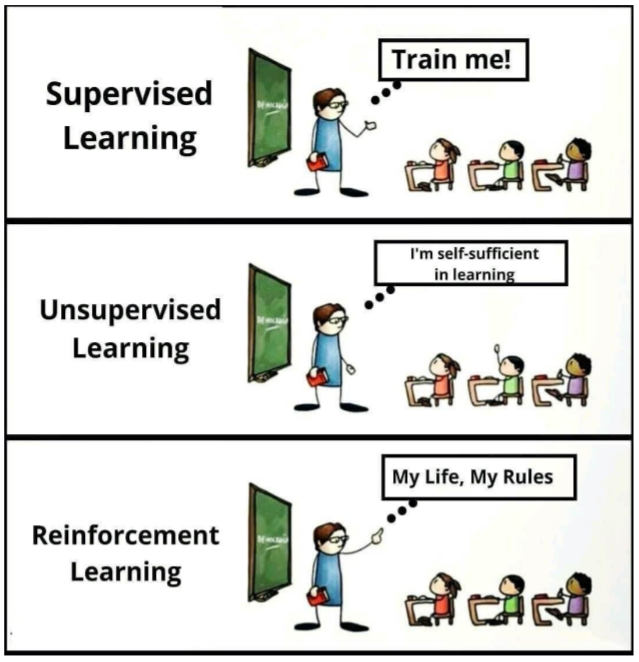 Supervised
Learning
Train me!
Unsupervised
Learning
I'm self-sufficient
in learning
Reinforcement
Learning
My Life, My Rules